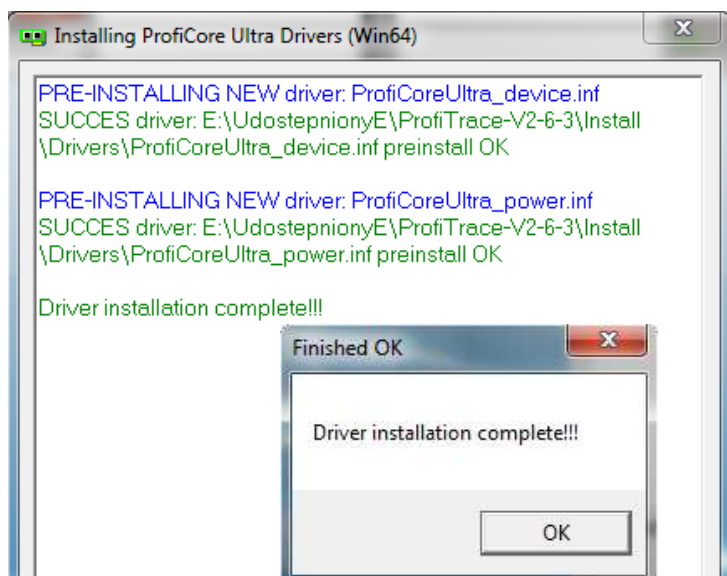 Installing ProfiCore Ultra Drivers (Win64)
PRE-INSTALLING NEW driver: ProfiCoreUltra_device.inf
SUCCES driver: E:\UdostepnionyE\ProfiTrace-V2-6-3\Install
\Drivers\ProfiCoreUltra_device.inf preinstall OK
PRE-INSTALLING NEW driver: ProfiCoreUltra_power.inf
SUCCES driver: E:\UdostepnionyE\ProfiTrace-V2-6-3\Install
\Drivers\ProfiCoreUltra_power.inf preinstall OK
Driver installation complete!!!
Finished OK
Driver installation complete!!!
OK